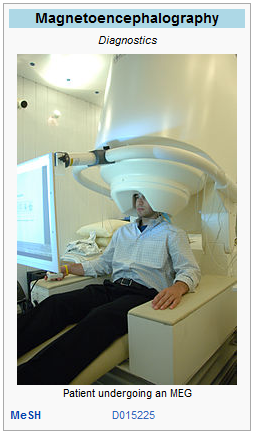 Magnetoencephalography
Diagnostics
Patient undergoing an MEG
MeSH D015225